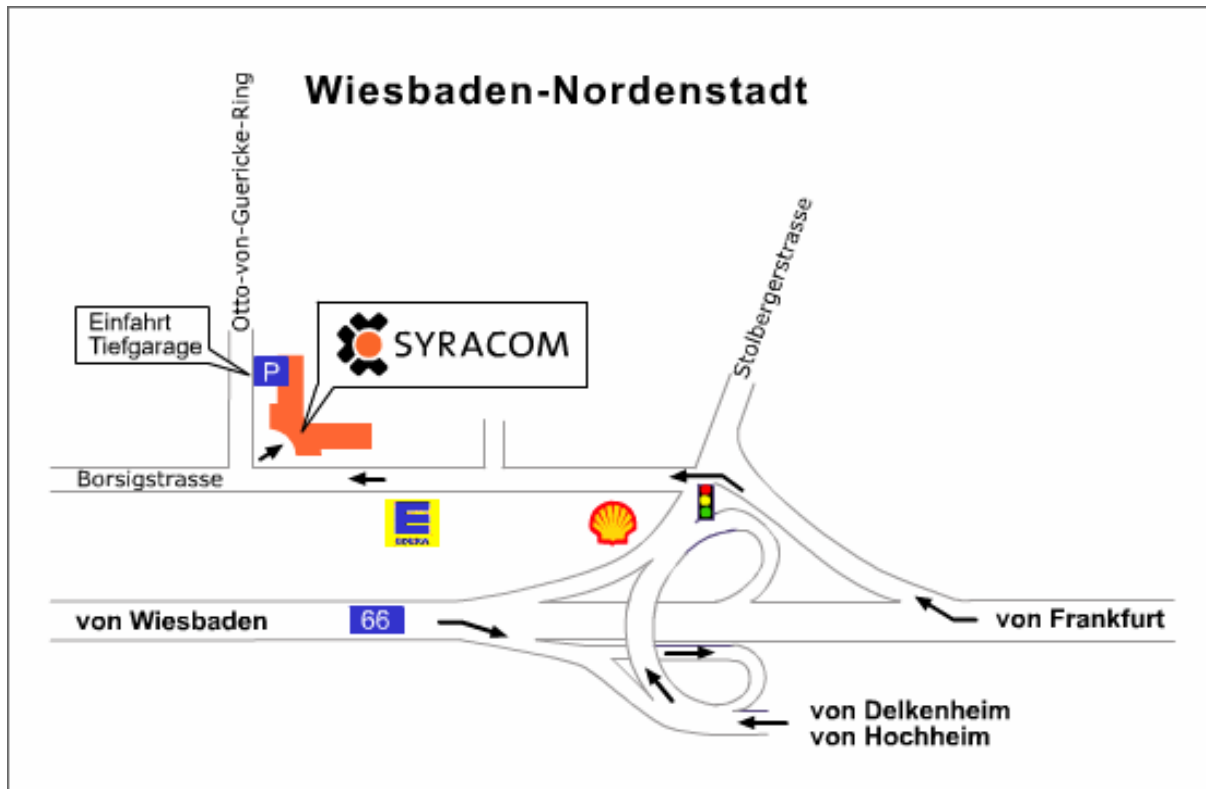 Wiesbaden-Nordenstadt
Otto-von-Guericke-Ring
Stolbergerstrasse
Einfahrt
Tiefgarage
SYRACOM
P
Borsigstrasse
E
EDEKA
von Wiesbaden
66
von Frankfurt
von Delkenheim
von Hochheim